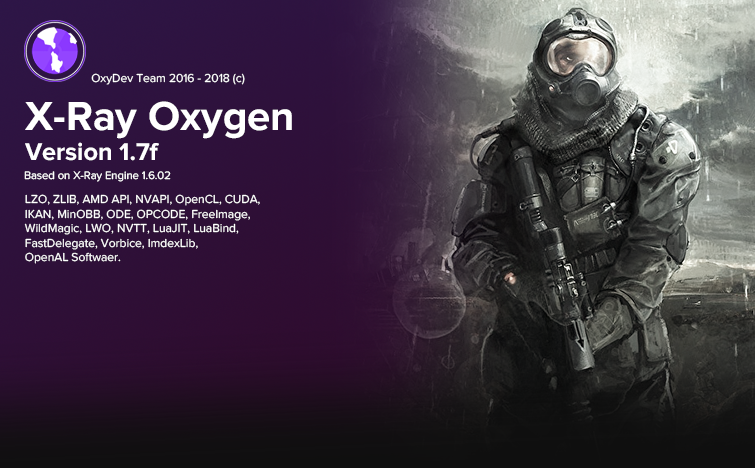 OxyDev Team 2016 - 2018 (c)
X-Ray Oxygen
Version 1.7f
Based on X-Ray Engine 1.6.02
LZO, ZLIB, AMD API, NVAPI, OpenCL, CUDA,
IKAN, MinOBB, ODE, OPCODE, FreeImage,
WildMagic, LWO, NVTT, LuaJIT, LuaBind,
FastDelegate, Vorbice, ImdexLib,
OpenAL Softwaer.